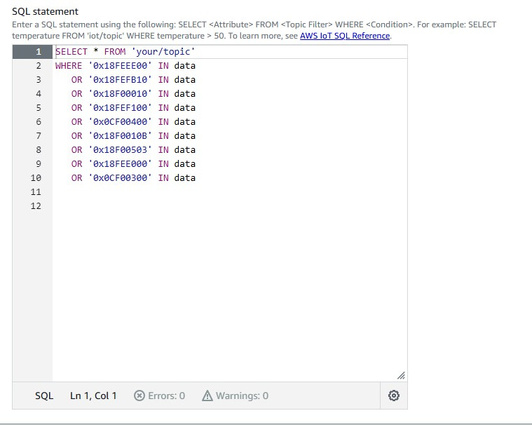 SQL statement
Enter a SQL statement using the following: SELECT <Attribute> FROM <Topic Filter> WHERE <Condition>. For example: SELECT
temperature FROM 'iot/topic' WHERE temperature > 50. To learn more, see AWS IoT SQL Reference.
1 SELECT * FROM 'your/topic'
2 WHERE '0x18FEEE00' IN data
3 OR '0x18FEFB10' IN data
4 OR '0x18F00010' IN data
5 OR '0x18FEF100' IN data
6 OR '0x0CF00400' IN data
7 OR '0x18F0010B' IN data
8 OR '0x18F00503' IN data
9 OR '0x18FEE000' IN data
10 OR '0x0CF00300' IN data
11
12
SQL Ln 1, Col 1 Errors: 0 Warnings: 0